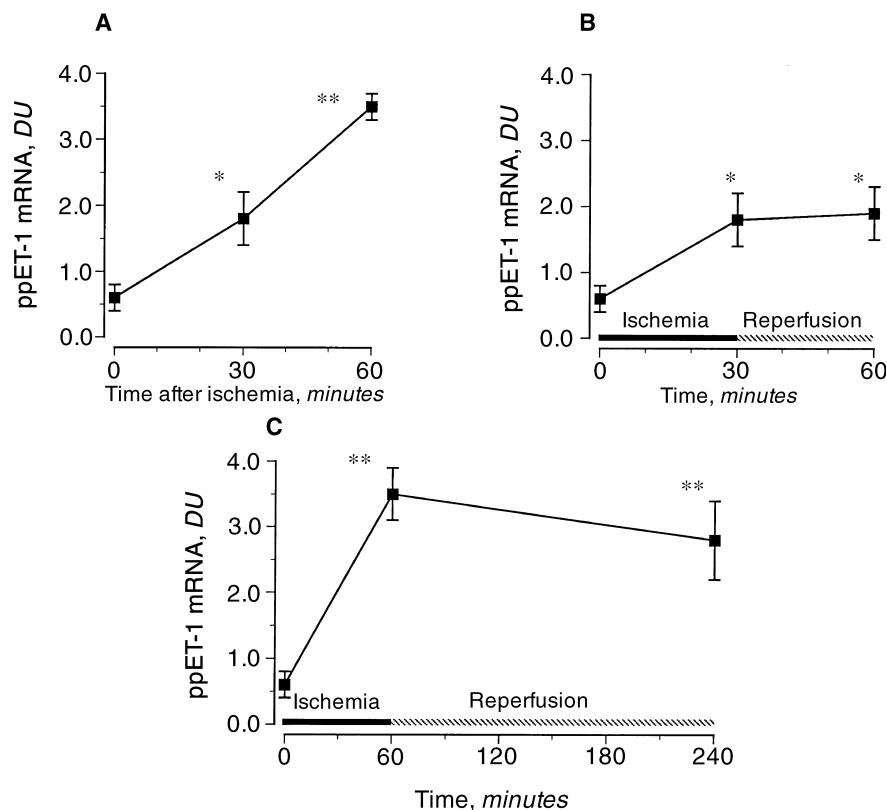 A
ppET-1 mRNA, DU
4.0
3.0
2.0
1.0
0.0
*
**
0 30 60
Time after ischemia, minutes
B
ppET-1 mRNA, DU
4.0
3.0
2.0
1.0
0.0
* *
Ischemia Reperfusion
0 30 60
Time, minutes
C
ppET-1 mRNA, DU
4.0
3.0
2.0
1.0
0.0
** **
Ischemia Reperfusion
0 60 120 180 240
Time, minutes